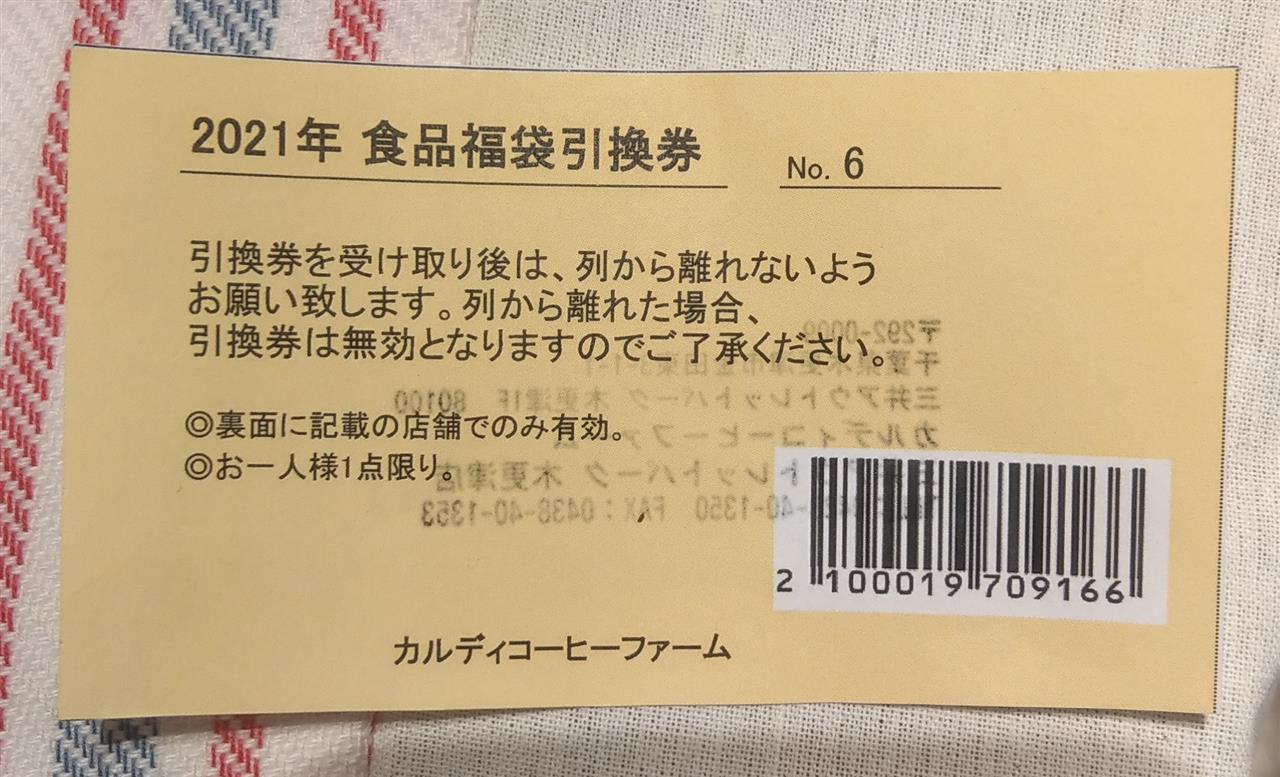 2021年 食品福袋引換券
No. 6
引換券を受け取り後は、列から離れないよう
お願い致します。列から離れた場合、
引換券は無効となりますのでご了承ください。
◎裏面に記載の店舗でのみ有効。
◎お一人様1点限り。
2 100019 709166
カルディコーヒーファーム